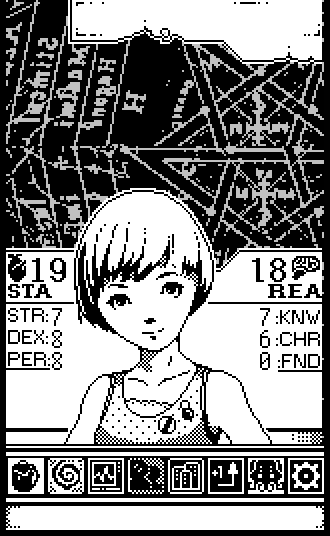 19
STA
STR:7
DEX:8
PER:8
18
REA
7:KNW
6:CHR
0:FND